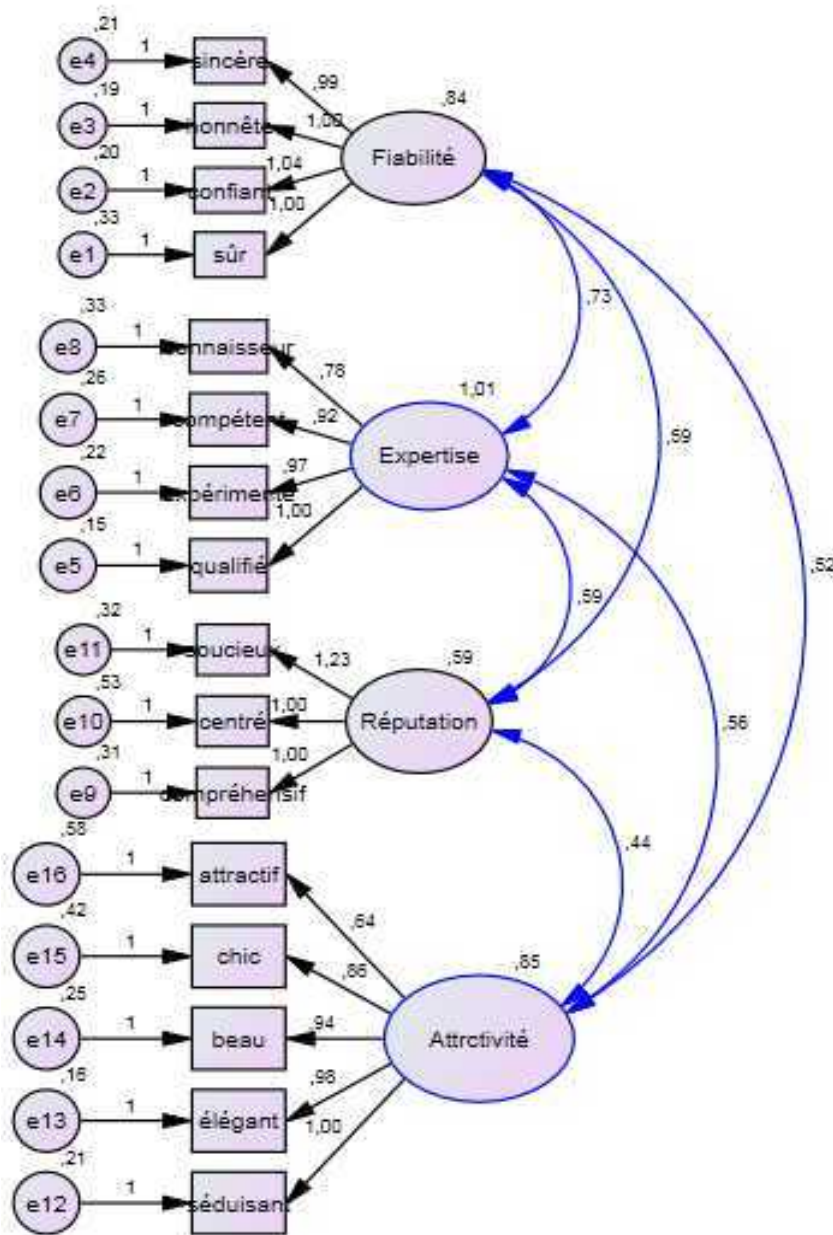 ,21
e4 1 sincère
,99
,84
,19
e3 1 honnête
1,00
Fiabilité
,20
e2 1 confiant
1,04
,33
e1 1 sûr
1,00
,73
,33
e8 1 connaisseur
,78
1,01
,26
e7 1 compétent
,92
Expertise
,59
,22
e6 1 expérimenté
,97
,15
e5 1 qualifié
1,00
,52
,59
,32
e11 1 soucieux
1,23
,59
,53
e10 1 centré
1,00
Réputation
,56
,31
e9 1 compréhensif
1,00
,44
,58
e16 1 attractif
,64
,42
e15 1 chic
,86
,85
,25
e14 1 beau
,94
Attrctivité
,16
e13 1 élégant
,98
,21
e12 1 séduisant
1,00